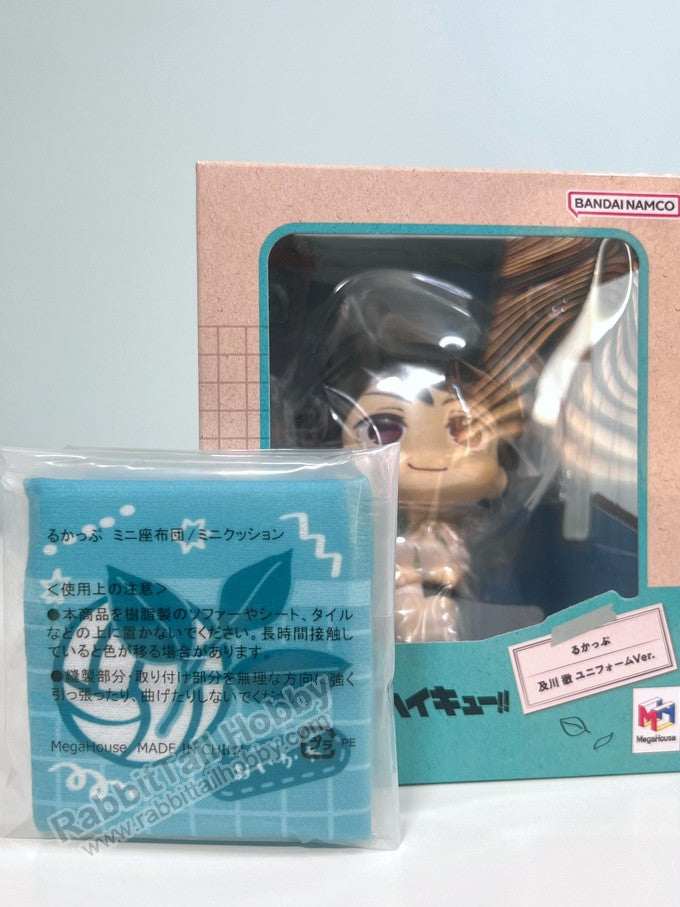 BANDAI NAMCO
るかっぷ
及川 徹 ユニフォームVer.
ハイキュー!!
MegaHouse
るかっぷ ミニ座布団/ミニクッション
＜使用上の注意＞
●本商品を樹脂製のソファーやシート、タイル
などの上に置かないでください。長時間接触し
ていると色が移る場合があります。
●縫製部分・取り付け部分を無理な方向に強く
引っ張ったり、曲げたりしないでください。
MegaHouse MADE IN CHINA プラ PE
RabbitTail Hobby
www.rabbittailhobby.com